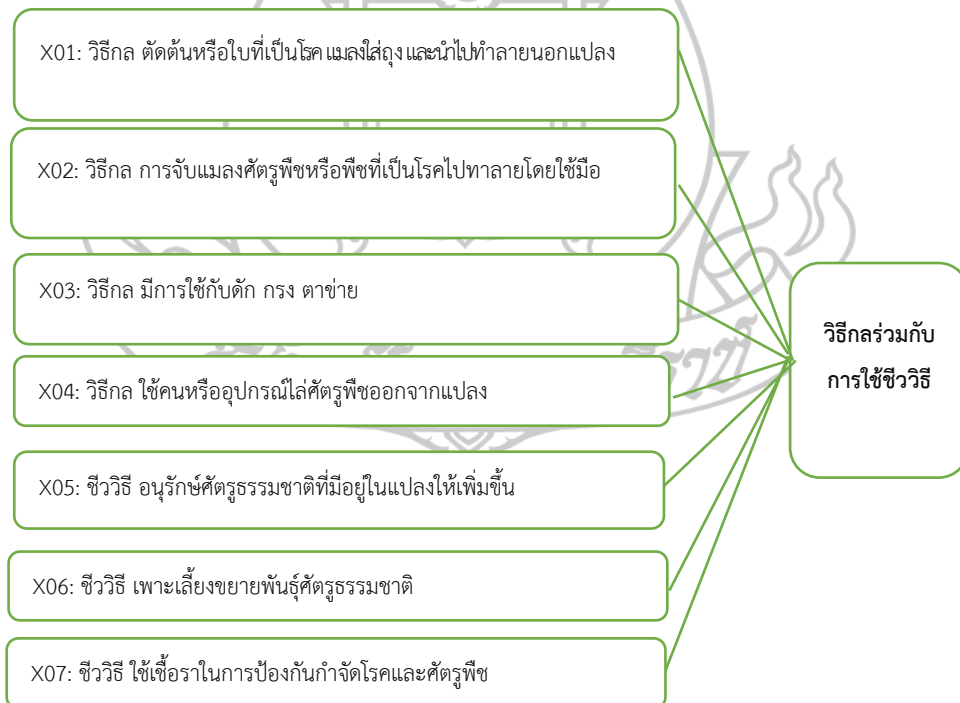 X01: วิธีกล ตัดต้นหรือใบที่เป็นโรค แมลงใส่ถุง และนำไปทำลายนอกแปลง
X02: วิธีกล การจับแมลงศัตรูพืชหรือพืชที่เป็นโรคไปทาลายโดยใช้มือ
X03: วิธีกล มีการใช้กับดัก กรง ตาข่าย
X04: วิธีกล ใช้คนหรืออุปกรณ์ไล่ศัตรูพืชออกจากแปลง
X05: ชีววิธี อนุรักษ์ศัตรูธรรมชาติที่มีอยู่ในแปลงให้เพิ่มขึ้น
X06: ชีววิธี เพาะเลี้ยงขยายพันธุ์ศัตรูธรรมชาติ
X07: ชีววิธี ใช้เชื้อราในการป้องกันกำจัดโรคและศัตรูพืช
วิธีกลร่วมกับ
การใช้ชีววิธี